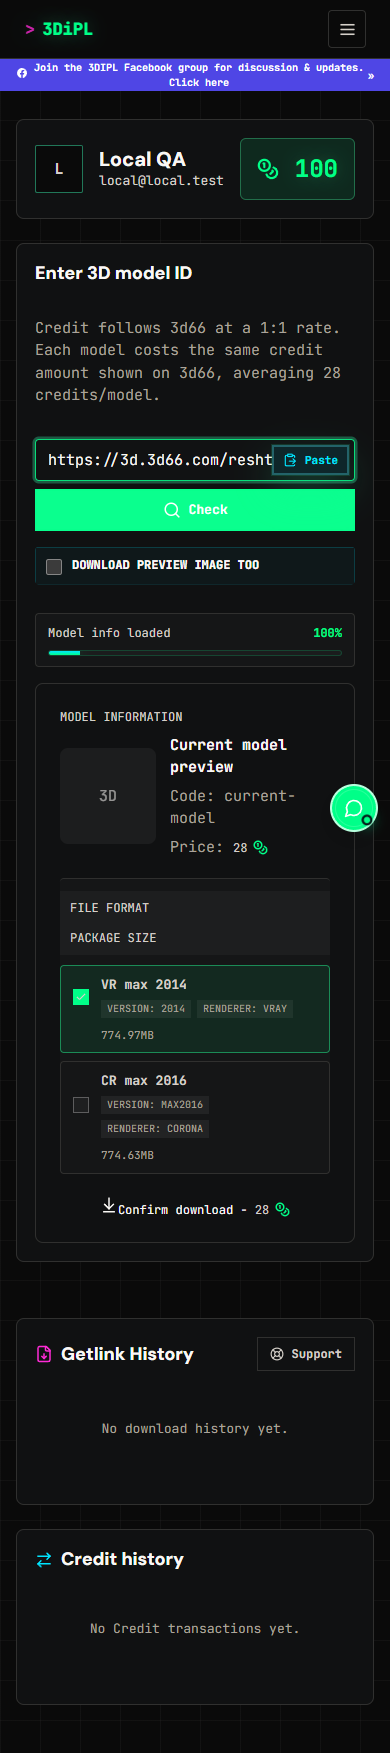 > 3DiPL
Join the 3DIPL Facebook group for discussion & updates.
Click here
»
L
Local QA
local@local.test
100
Enter 3D model ID
Credit follows 3d66 at a 1:1 rate.
Each model costs the same credit
amount shown on 3d66, averaging 28
credits/model.
https://3d.3d66.com/resht
Paste
Check
DOWNLOAD PREVIEW IMAGE TOO
Model info loaded
100%
MODEL INFORMATION
3D
Current model
preview
Code: current-
model
Price: 28
FILE FORMAT
PACKAGE SIZE
VR max 2014
VERSION: 2014
RENDERER: VRAY
774.97MB
CR max 2016
VERSION: MAX2016
RENDERER: CORONA
774.63MB
Confirm download - 28
Getlink History
Support
No download history yet.
Credit history
No Credit transactions yet.